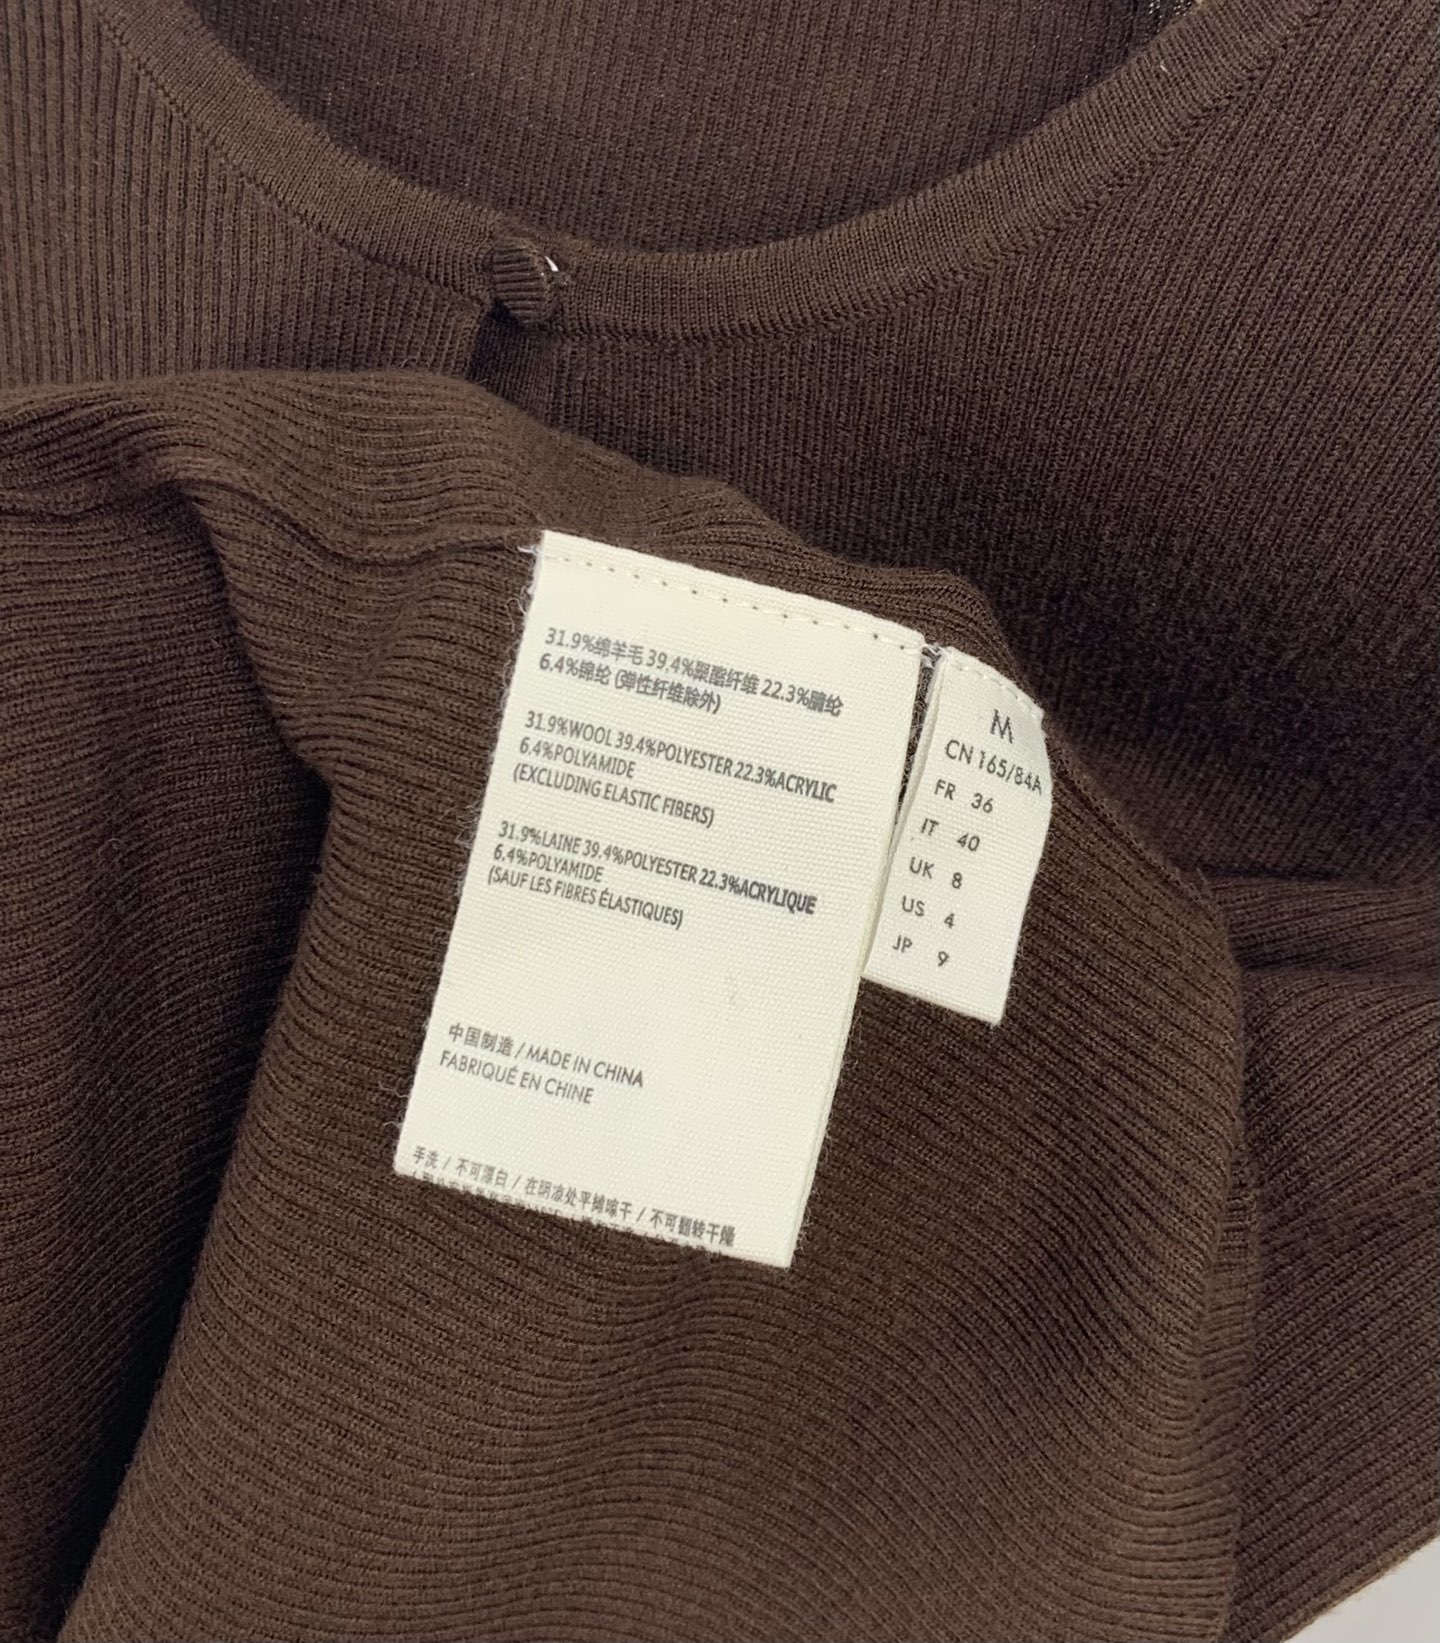 31.9%绵羊毛 39.4%聚酯纤维 22.3%腈纶
6.4%锦纶 (弹性纤维除外)
31.9%WOOL 39.4%POLYESTER 22.3%ACRYLIC
6.4%POLYAMIDE
(EXCLUDING ELASTIC FIBERS)
31.9%LAINE 39.4%POLYESTER 22.3%ACRYLIQUE
6.4%POLYAMIDE
(SAUF LES FIBRES ÉLASTIQUES)
中国制造 / MADE IN CHINA
FABRIQUÉ EN CHINE
手洗 / 不可漂白 / 在阴凉处平摊晾干 / 不可翻转干燥
M
CN 165/84A
FR 36
IT 40
UK 8
US 4
JP 9